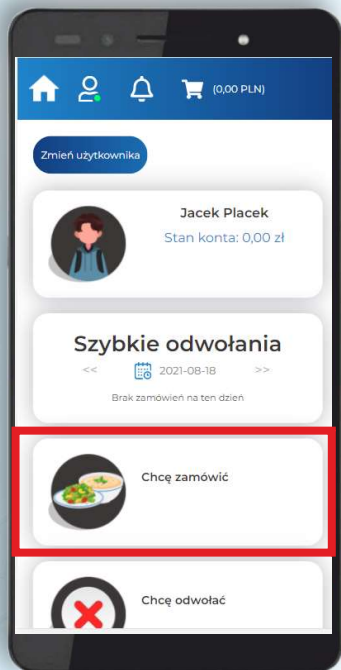 (0,00 PLN)
Zmień użytkownika
Jacek Placek
Stan konta: 0,00 zł
Szybkie odwołania
<< 2021-08-18 >>
Brak zamówień na ten dzień
Chcę zamówić
Chcę odwołać